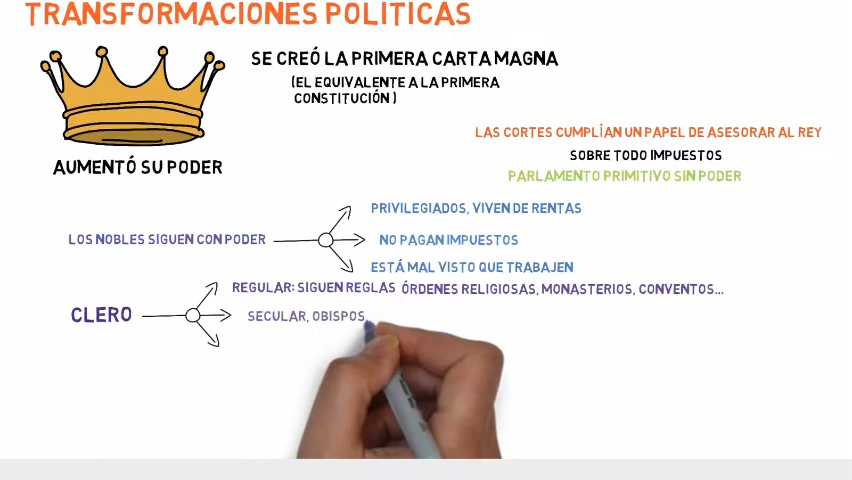 TRANSFORMACIONES POLÍTICAS
SE CREÓ LA PRIMERA CARTA MAGNA
(EL EQUIVALENTE A LA PRIMERA
CONSTITUCIÓN )
AUMENTÓ SU PODER
LAS CORTES CUMPLÍAN UN PAPEL DE ASESORAR AL REY
SOBRE TODO IMPUESTOS
PARLAMENTO PRIMITIVO SIN PODER
LOS NOBLES SIGUEN CON PODER
PRIVILEGIADOS, VIVEN DE RENTAS
NO PAGAN IMPUESTOS
ESTÁ MAL VISTO QUE TRABAJEN
CLERO
REGULAR: SIGUEN REGLAS ÓRDENES RELIGIOSAS, MONASTERIOS, CONVENTOS...
SECULAR, OBISPOS